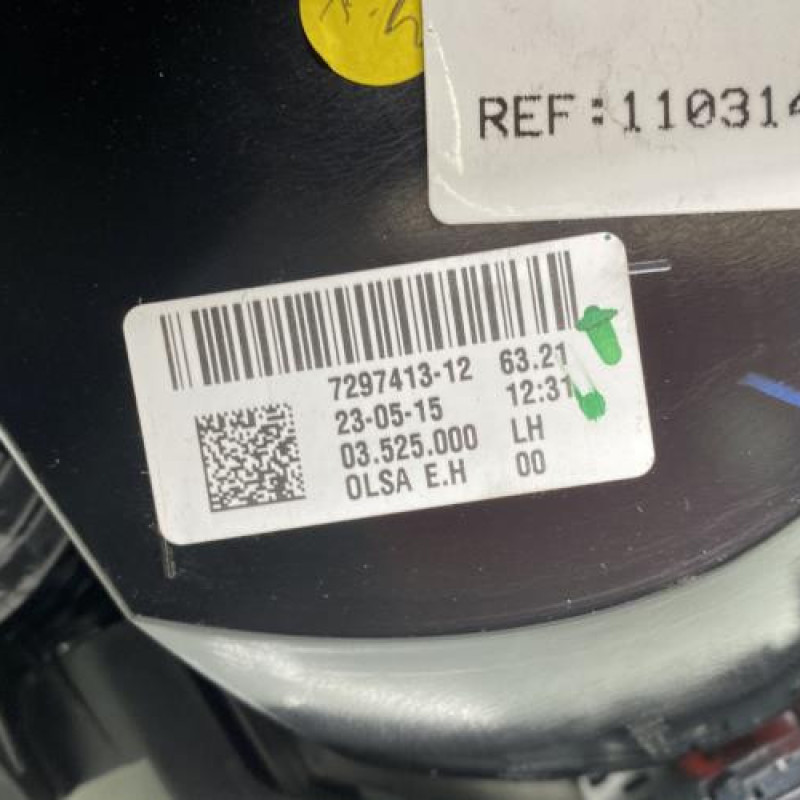 REF:110314
7297413-12 63.21
23-05-15 12:31
03.525.000 LH
OLSA E.H 00